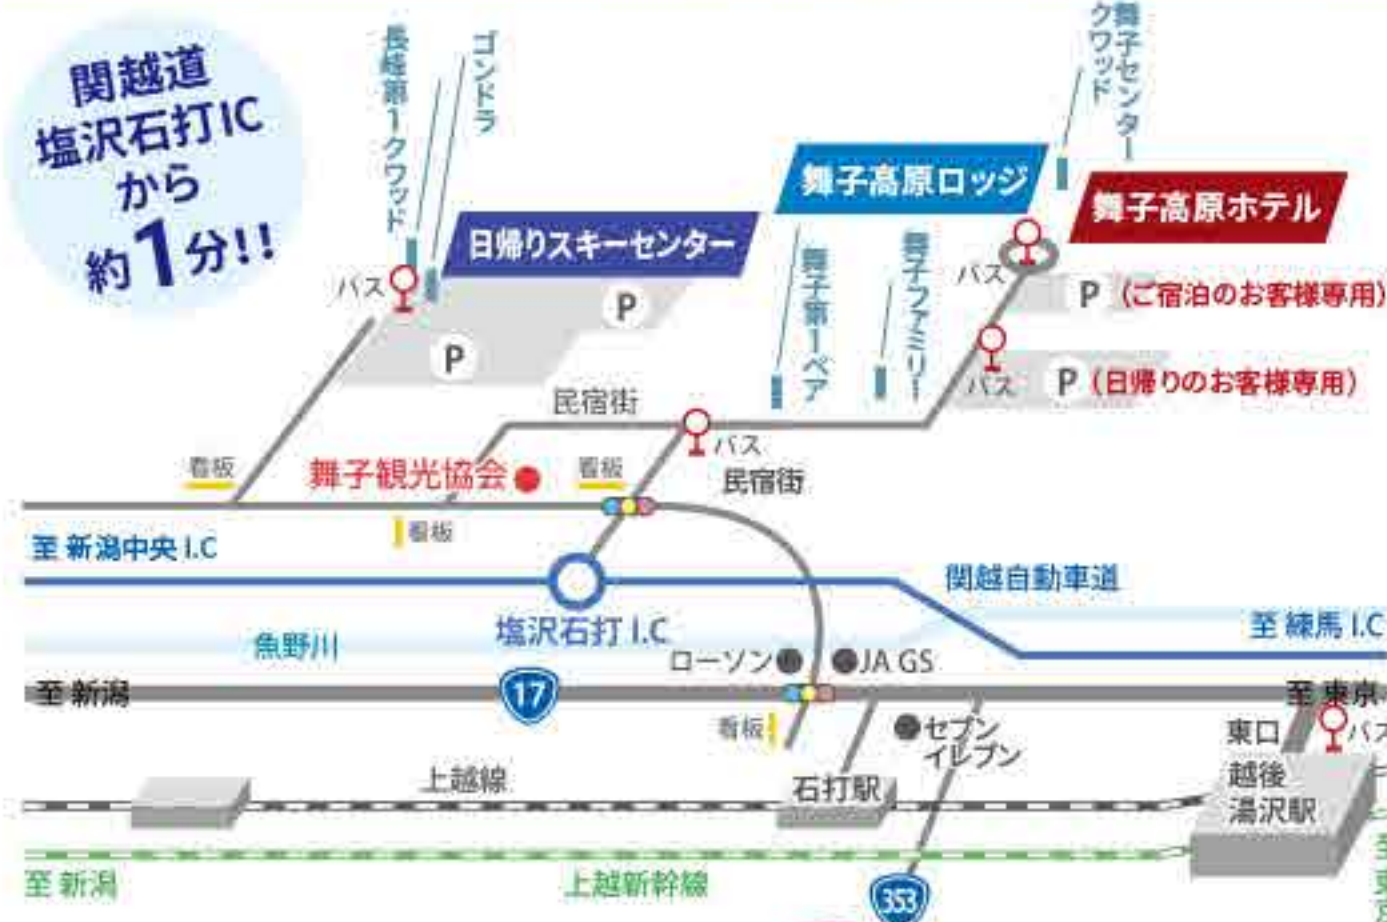 関越道
塩沢石打IC
から
約1分!!
長峰第1クワッド
ゴンドラ
舞子センター
クワッド
舞子高原ロッジ
舞子高原ホテル
日帰りスキーセンター
バス
P
P
舞子第1ペア
舞子ファミリー
バス
P（ご宿泊のお客様専用）
バス
P（日帰りのお客様専用）
民宿街
バス
民宿街
看板
舞子観光協会
看板
看板
至 新潟中央 I.C
関越自動車道
塩沢石打 I.C
至 練馬 I.C
魚野川
ローソン
JA GS
至 新潟
17
至 東京
看板
セブン
イレブン
東口
バス
上越線
石打駅
越後
湯沢駅
至 新潟
上越新幹線
353